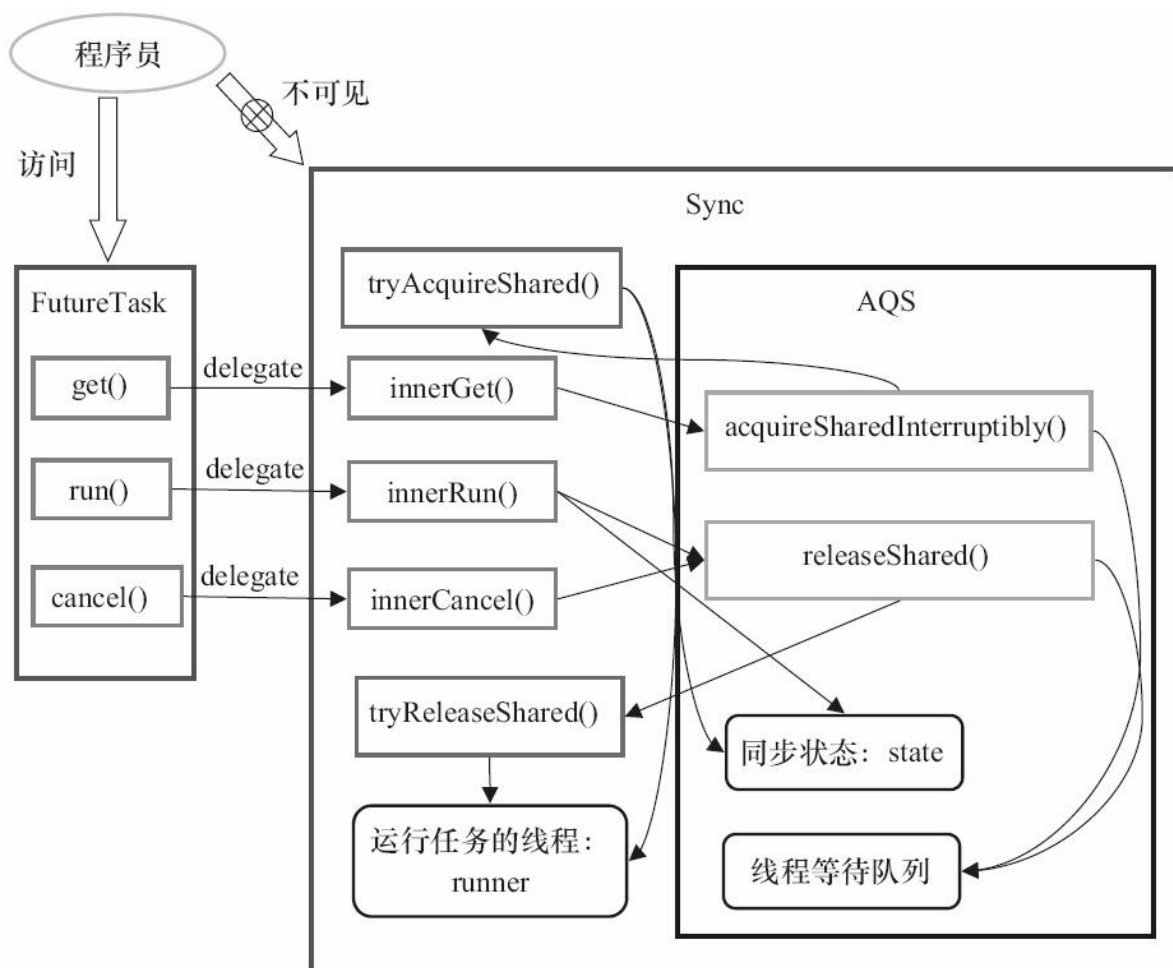 程序员
不可见
访问
Sync
tryAcquireShared()
AQS
FutureTask
get()
delegate
innerGet()
acquireSharedInterruptibly()
run()
delegate
innerRun()
releaseShared()
cancel()
delegate
innerCancel()
tryReleaseShared()
同步状态：state
运行任务的线程：
runner
线程等待队列